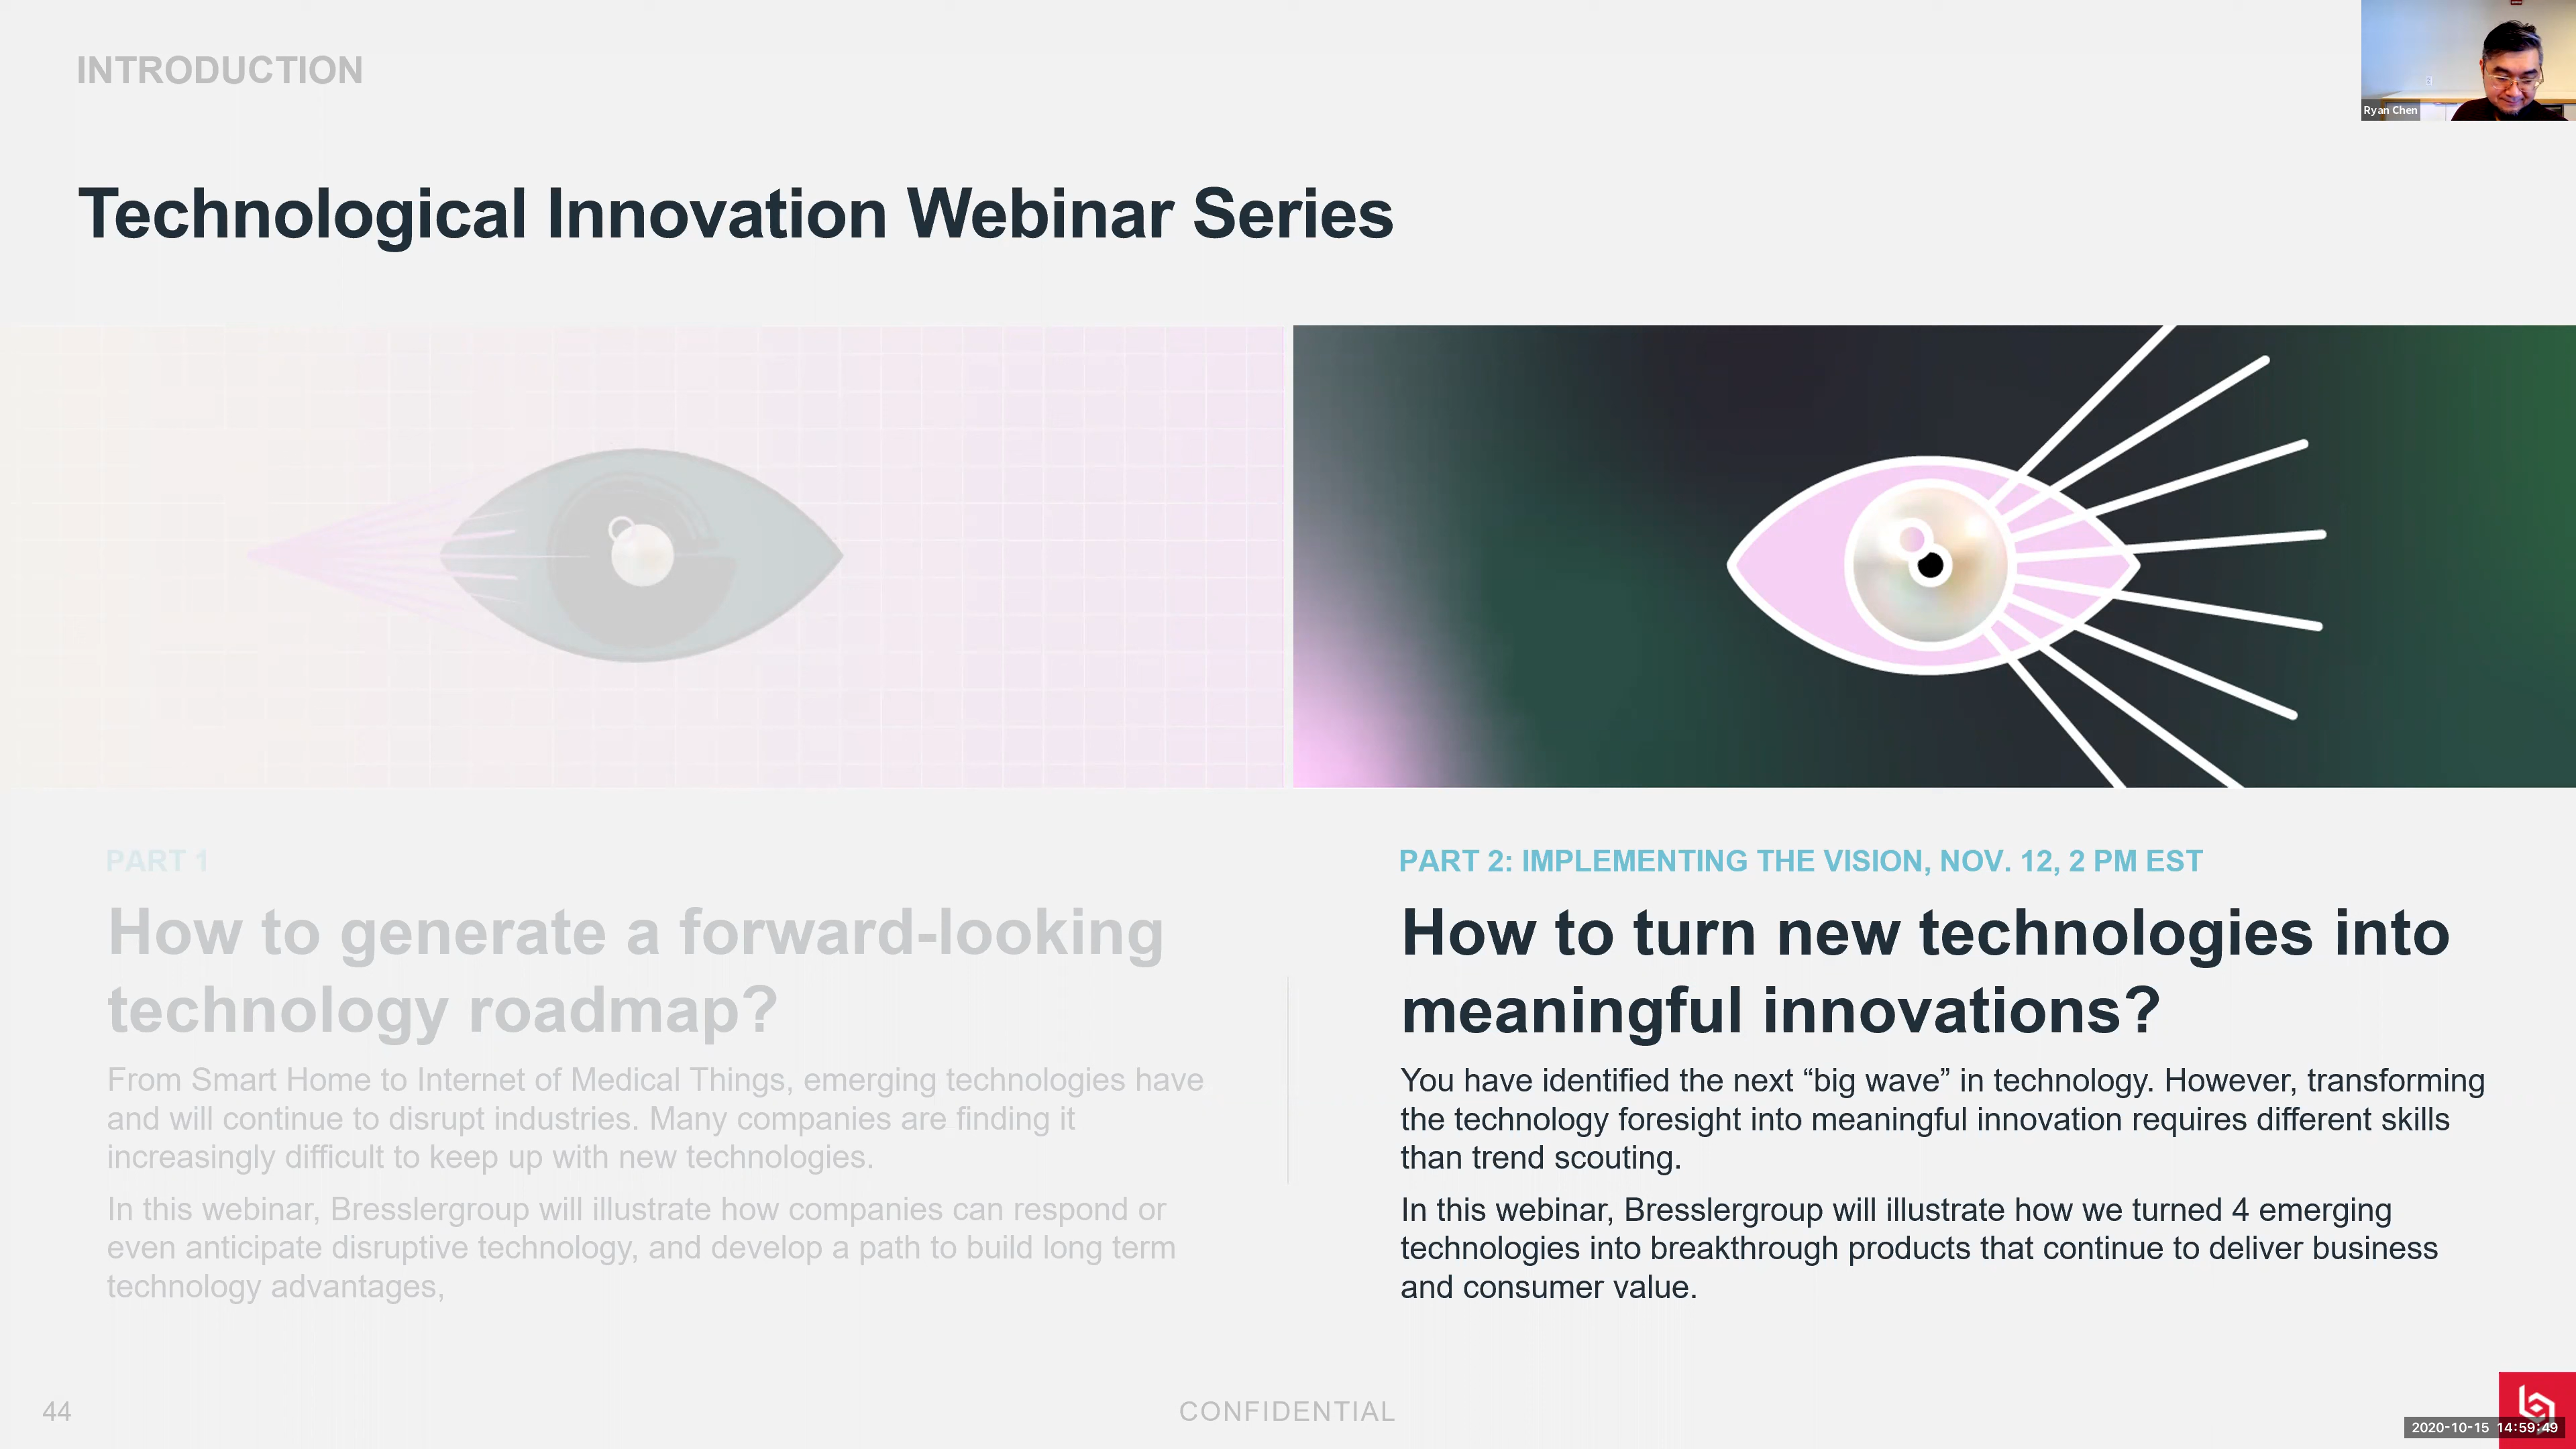 INTRODUCTION
Ryan Chen
Technological Innovation Webinar Series
PART 1
How to generate a forward-looking
technology roadmap?
From Smart Home to Internet of Medical Things, emerging technologies have
and will continue to disrupt industries. Many companies are finding it
increasingly difficult to keep up with new technologies.
In this webinar, Bresslergroup will illustrate how companies can respond or
even anticipate disruptive technology, and develop a path to build long term
technology advantages,
PART 2: IMPLEMENTING THE VISION, NOV. 12, 2 PM EST
How to turn new technologies into
meaningful innovations?
You have identified the next “big wave” in technology. However, transforming
the technology foresight into meaningful innovation requires different skills
than trend scouting.
In this webinar, Bresslergroup will illustrate how we turned 4 emerging
technologies into breakthrough products that continue to deliver business
and consumer value.
44
CONFIDENTIAL
2020-10-15 14:59:49